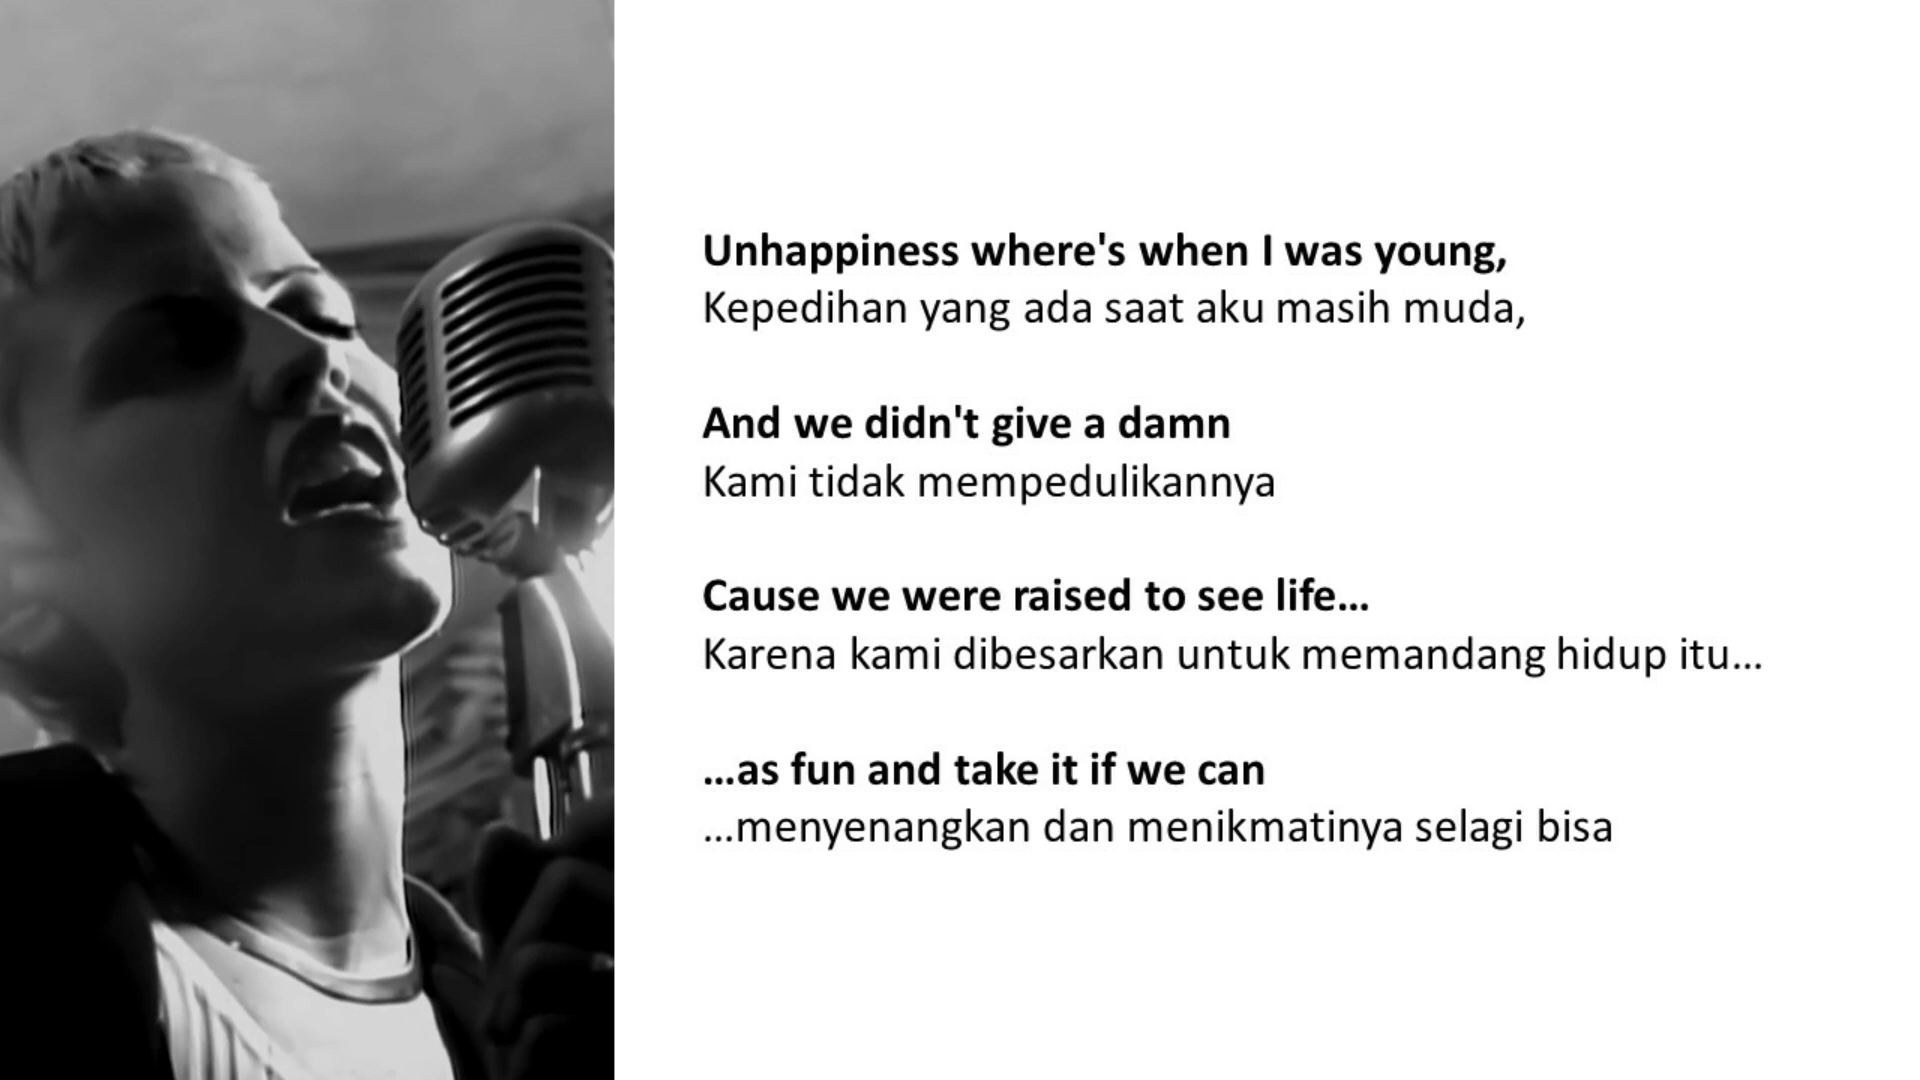 Unhappiness where's when I was young,
Kepedihan yang ada saat aku masih muda,
And we didn't give a damn
Kami tidak mempedulikannya
Cause we were raised to see life...
Karena kami dibesarkan untuk memandang hidup itu...
...as fun and take it if we can
...menyenangkan dan menikmatinya selagi bisa